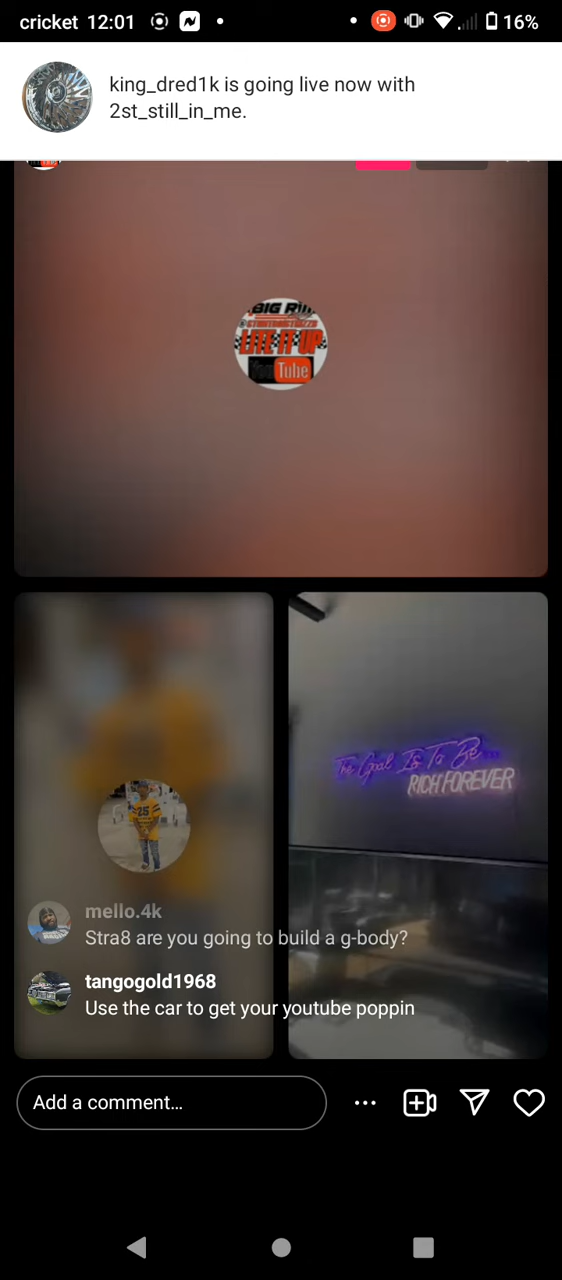 cricket 12:01
16%
king_dred1k is going live now with
2st_still_in_me.
BIG
LITE IT UP
YouTube
The Goal Is To Be...
RICH FOREVER
25
mello.4k
Stra8 are you going to build a g-body?
tangogold1968
Use the car to get your youtube poppin
Add a comment...